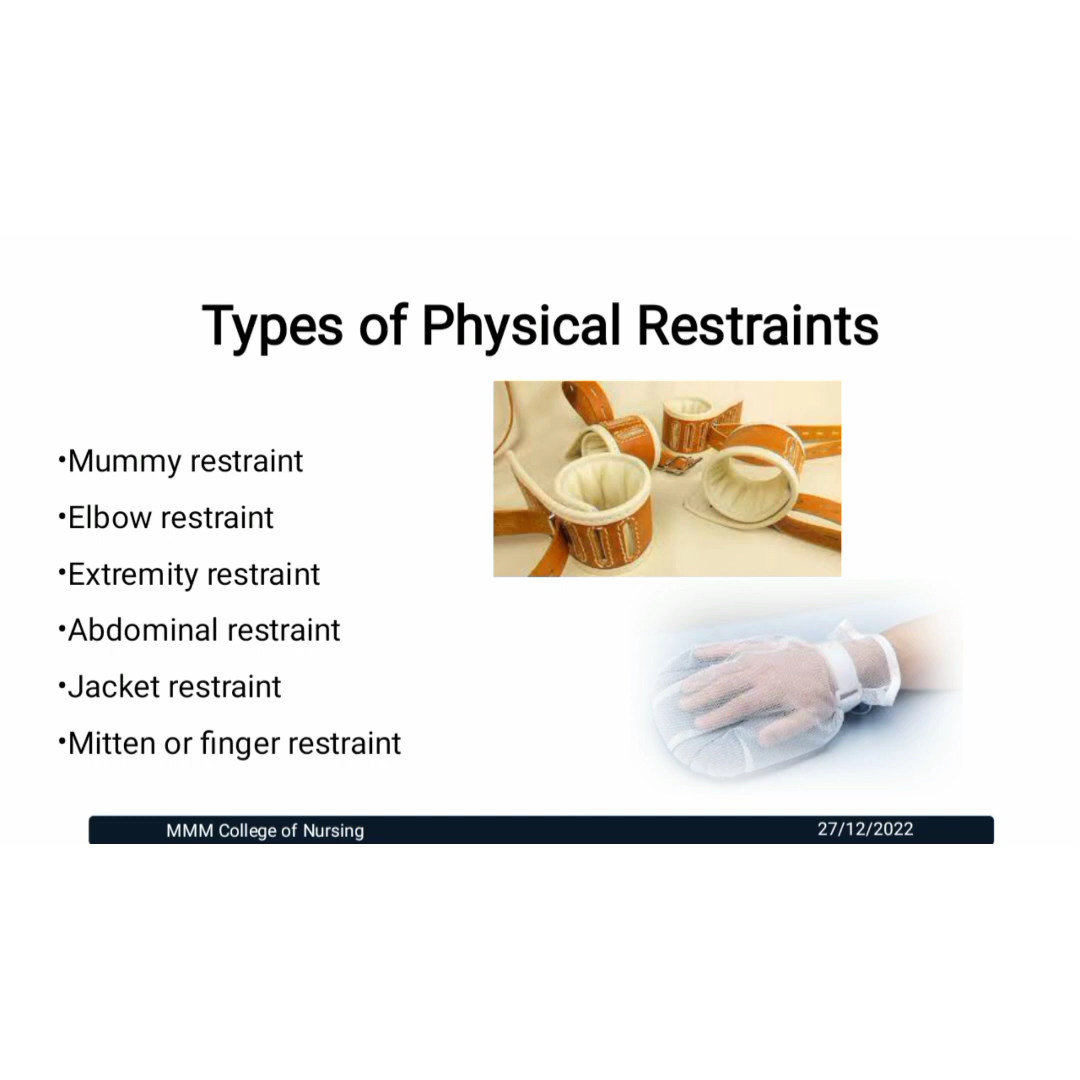 Types of Physical Restraints
•Mummy restraint
•Elbow restraint
•Extremity restraint
•Abdominal restraint
•Jacket restraint
•Mitten or finger restraint
MMM College of Nursing
27/12/2022